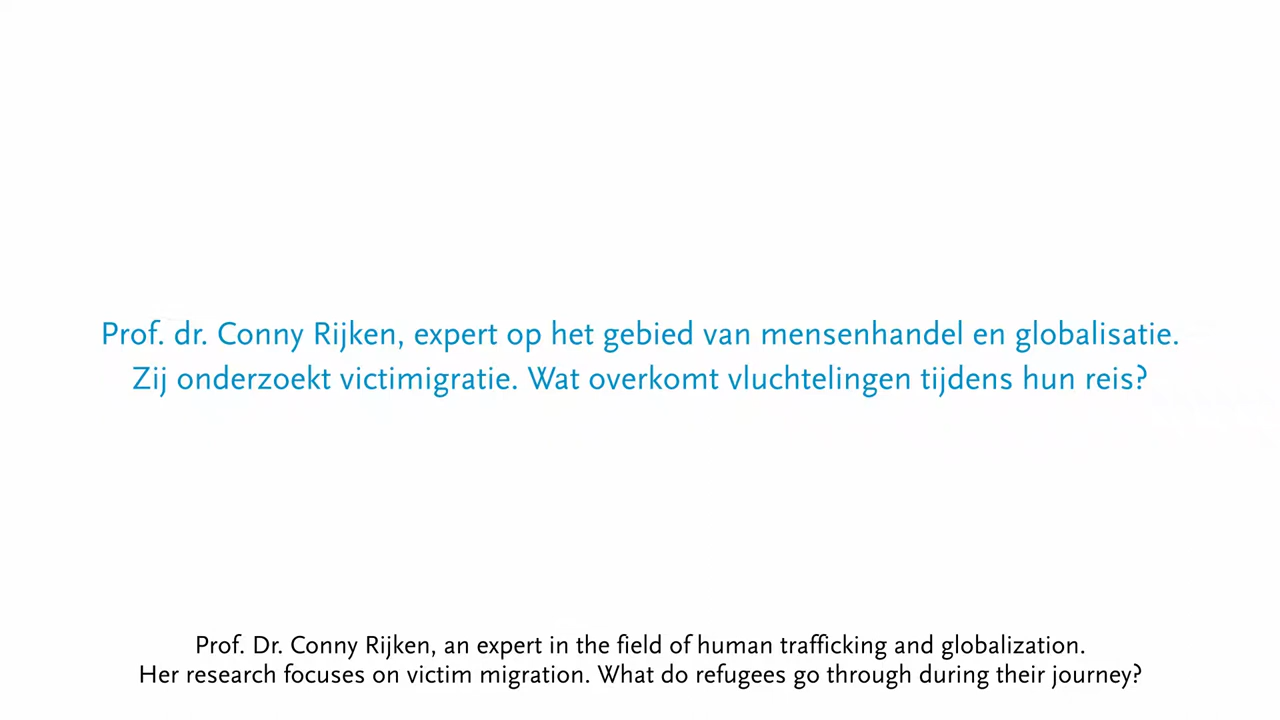 Prof. dr. Conny Rijken, expert op het gebied van mensenhandel en globalisatie.
Zij onderzoekt victimigratie. Wat overkomt vluchtelingen tijdens hun reis?
Prof. Dr. Conny Rijken, an expert in the field of human trafficking and globalization.
Her research focuses on victim migration. What do refugees go through during their journey?